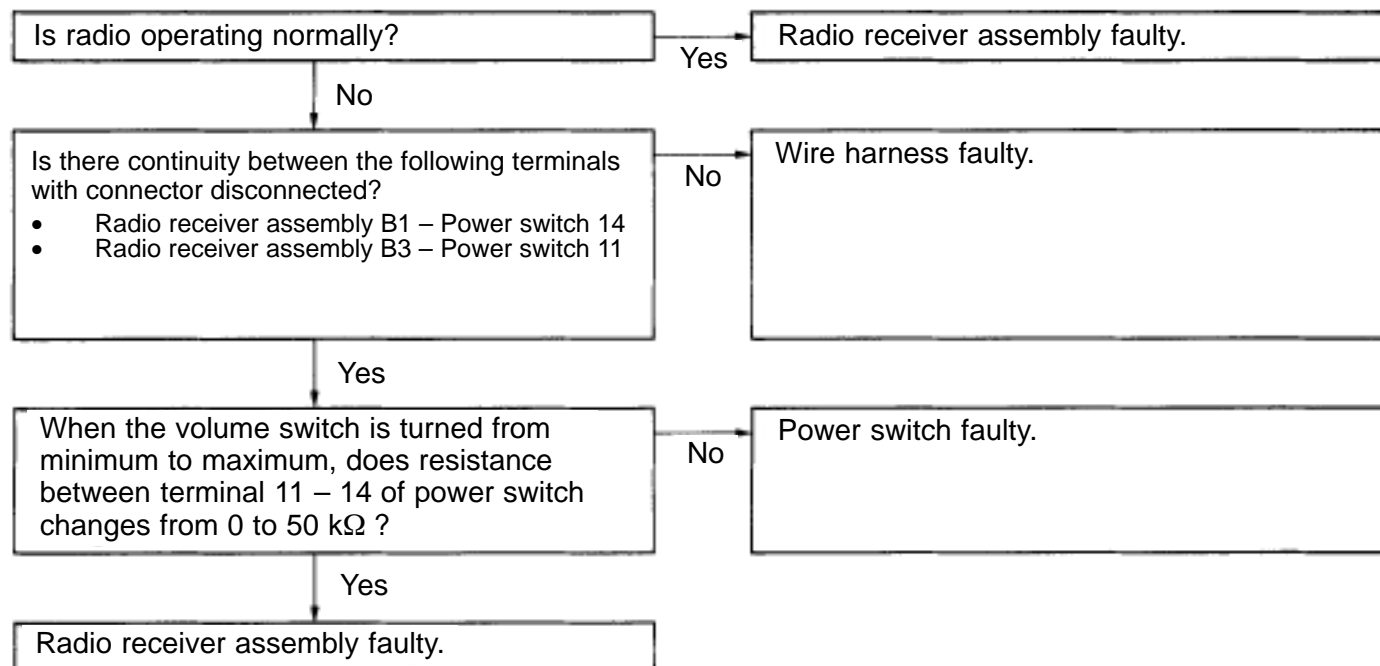 Is radio operating normally?
Yes
Radio receiver assembly faulty.
No
Is there continuity between the following terminals
with connector disconnected?
• Radio receiver assembly B1 – Power switch 14
• Radio receiver assembly B3 – Power switch 11
No
Wire harness faulty.
Yes
When the volume switch is turned from
minimum to maximum, does resistance
between terminal 11 – 14 of power switch
changes from 0 to 50 kΩ ?
No
Power switch faulty.
Yes
Radio receiver assembly faulty.